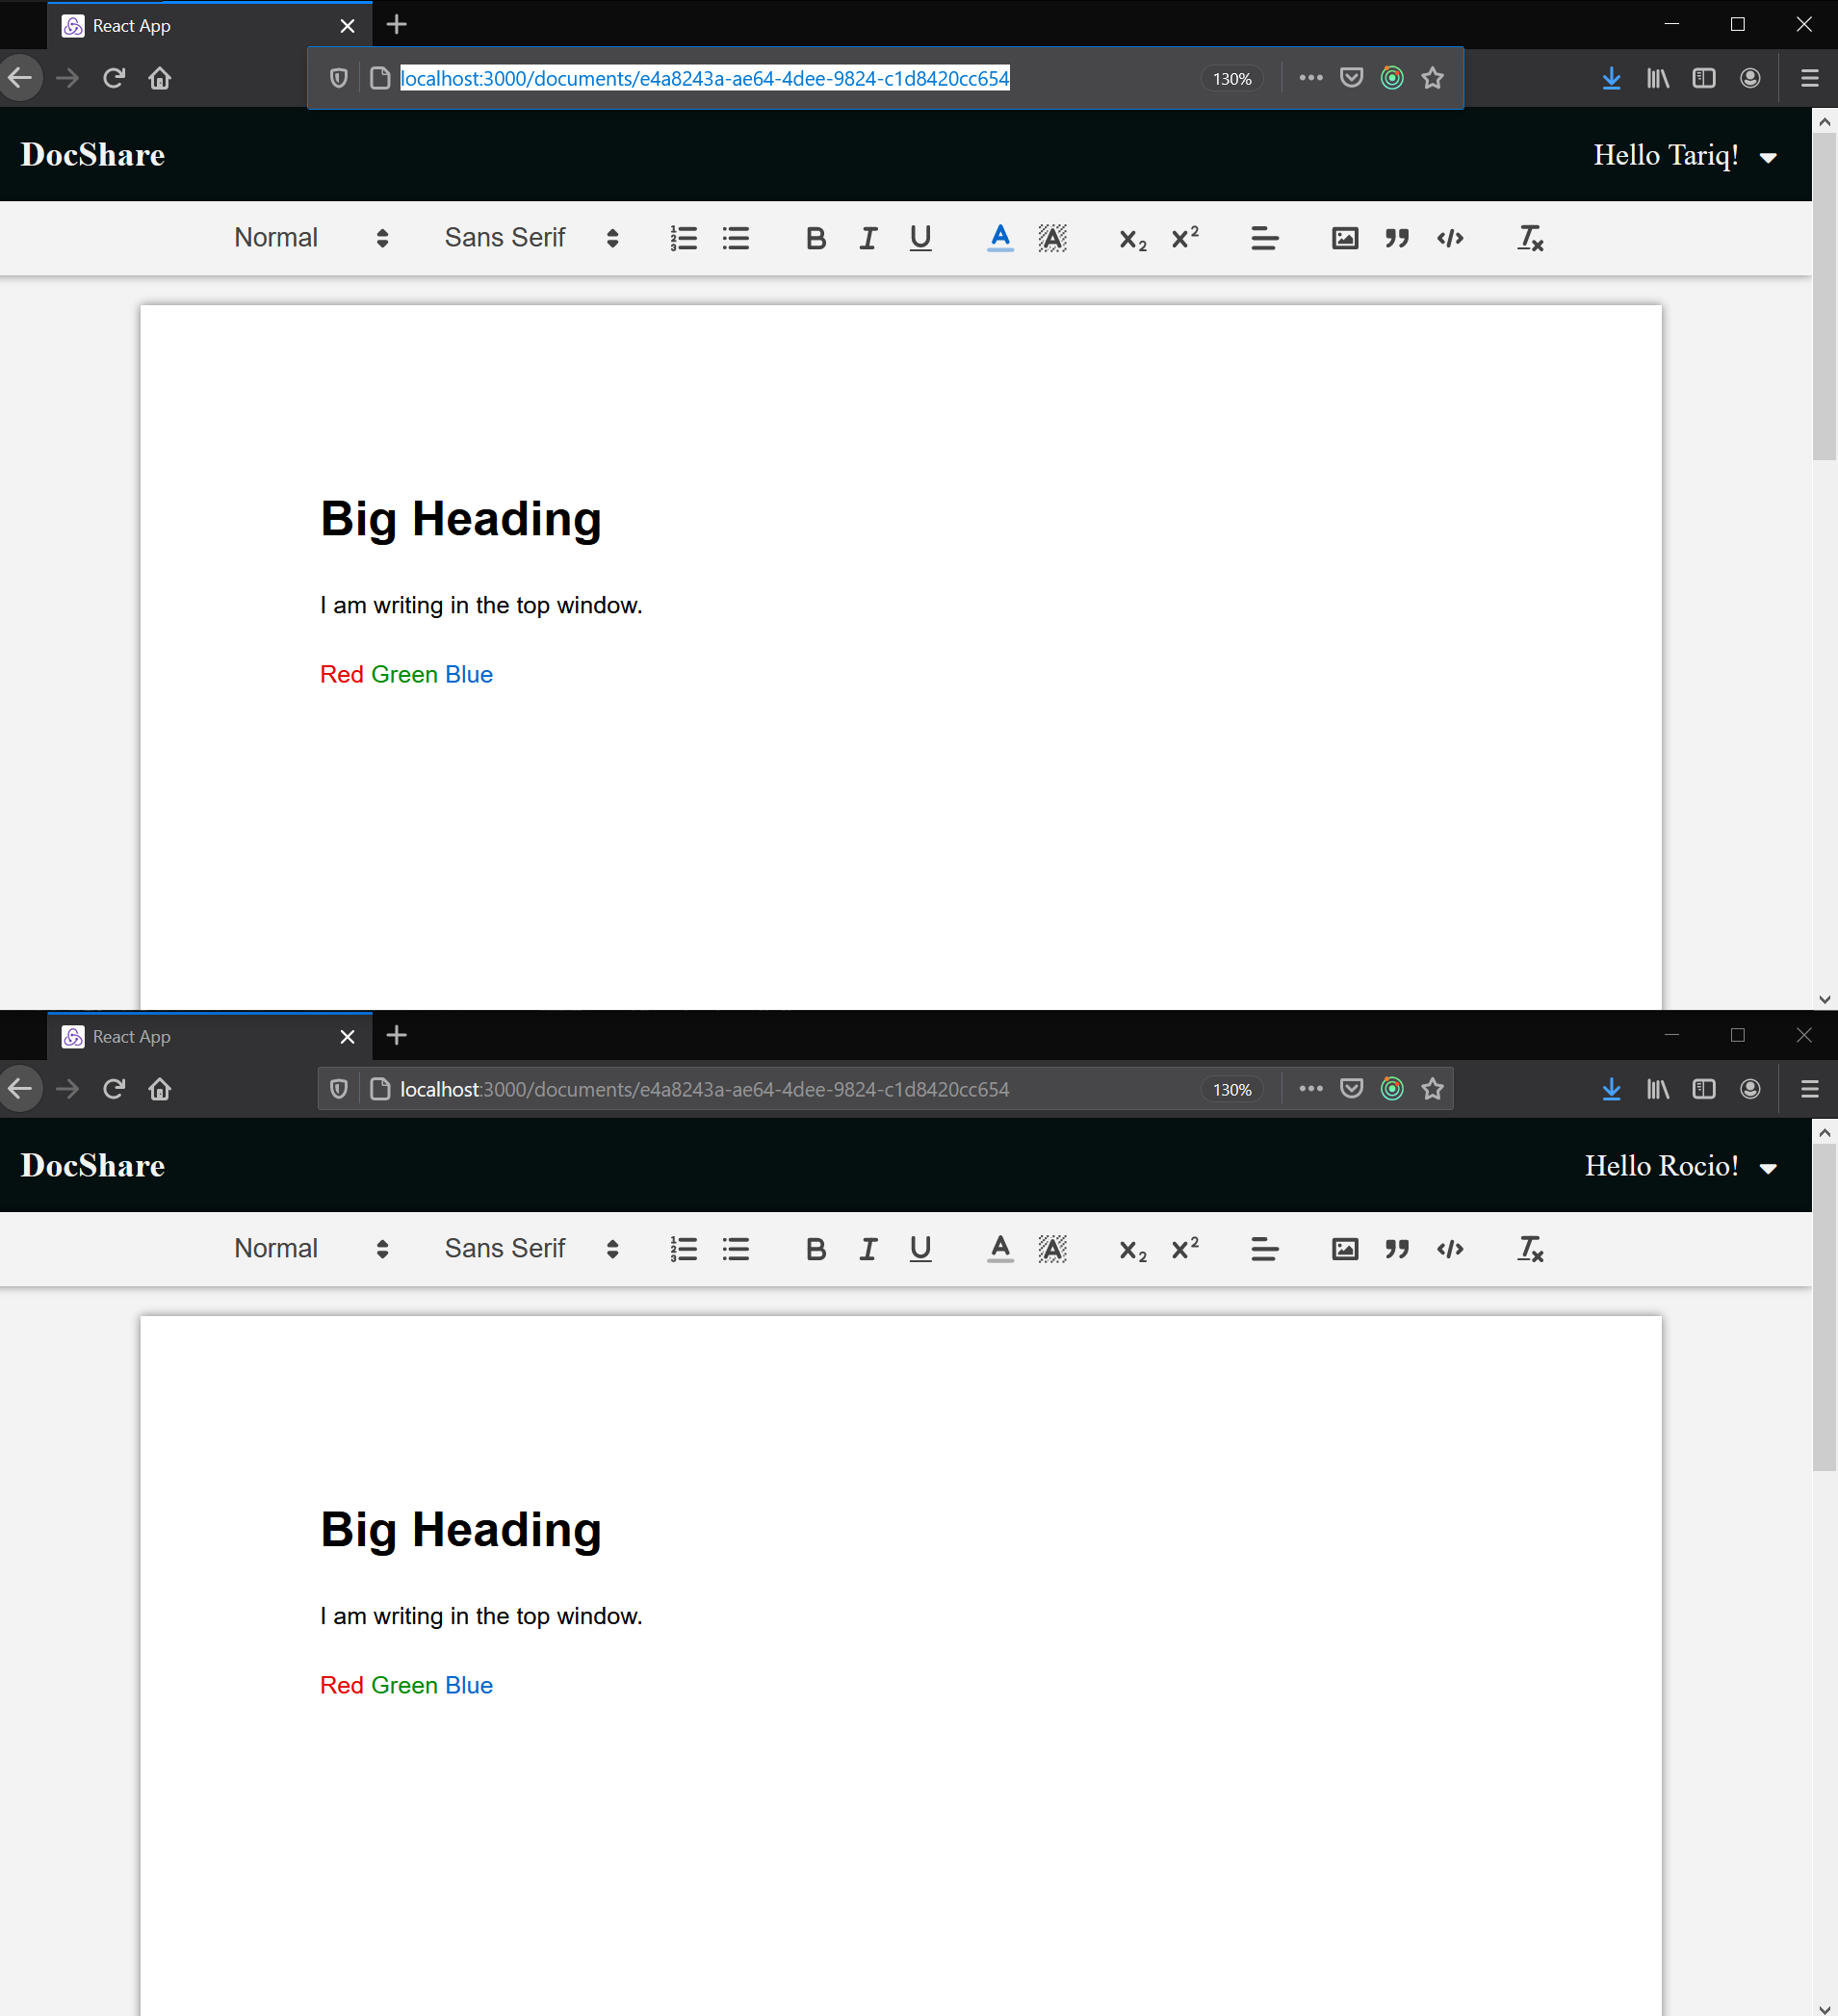 React App
localhost:3000/documents/e4a8243a-ae64-4dee-9824-c1d8420cc654 130%
DocShare Hello Tariq!
Normal Sans Serif
Big Heading
I am writing in the top window.
Red Green Blue
React App
localhost:3000/documents/e4a8243a-ae64-4dee-9824-c1d8420cc654 130%
DocShare Hello Rocio!
Normal Sans Serif
Big Heading
I am writing in the top window.
Red Green Blue